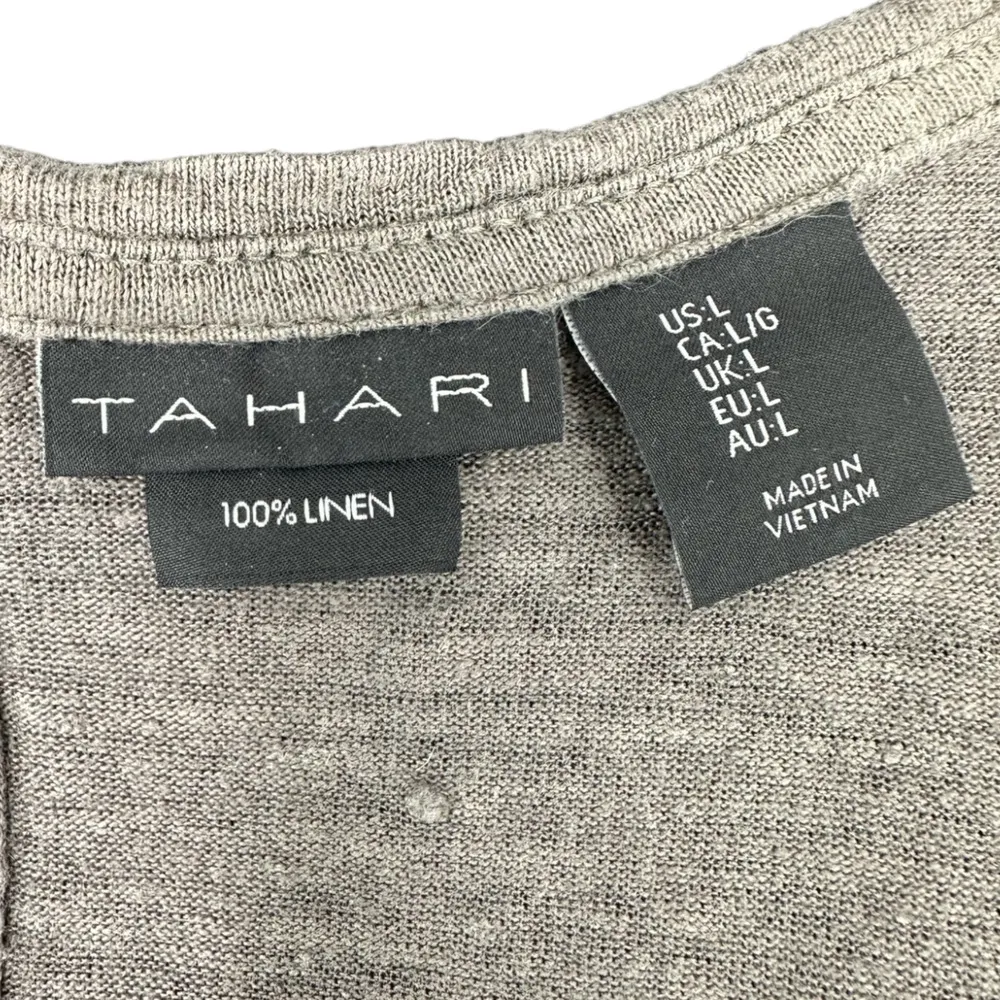 TAHARI
100% LINEN
US:L
CA:L/G
UK:L
EU:L
AU:L
MADE IN
VIETNAM